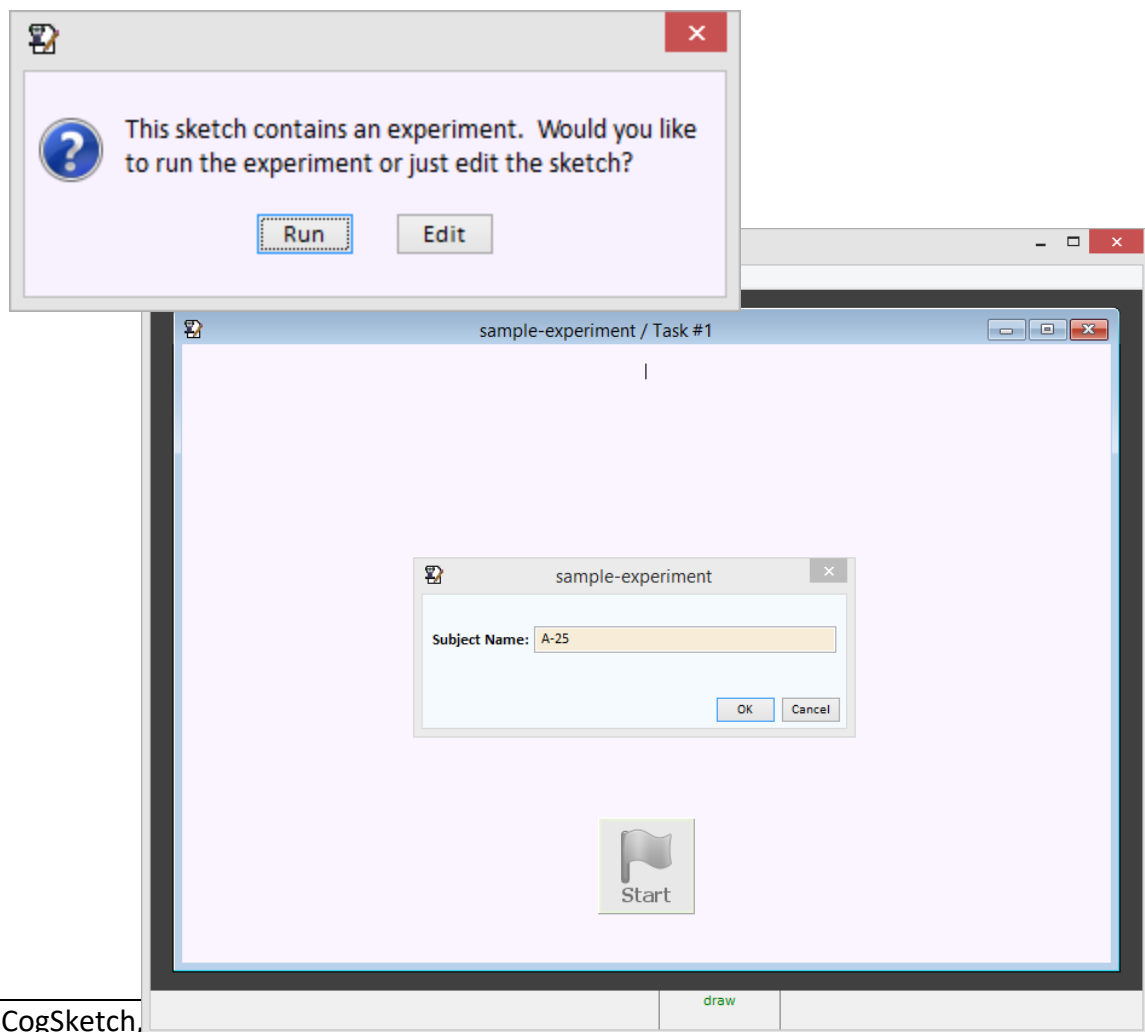 This sketch contains an experiment.  Would you like
to run the experiment or just edit the sketch?
Run Edit
sample-experiment / Task #1
sample-experiment
Subject Name: A-25
OK Cancel
Start
draw
CogSketch,